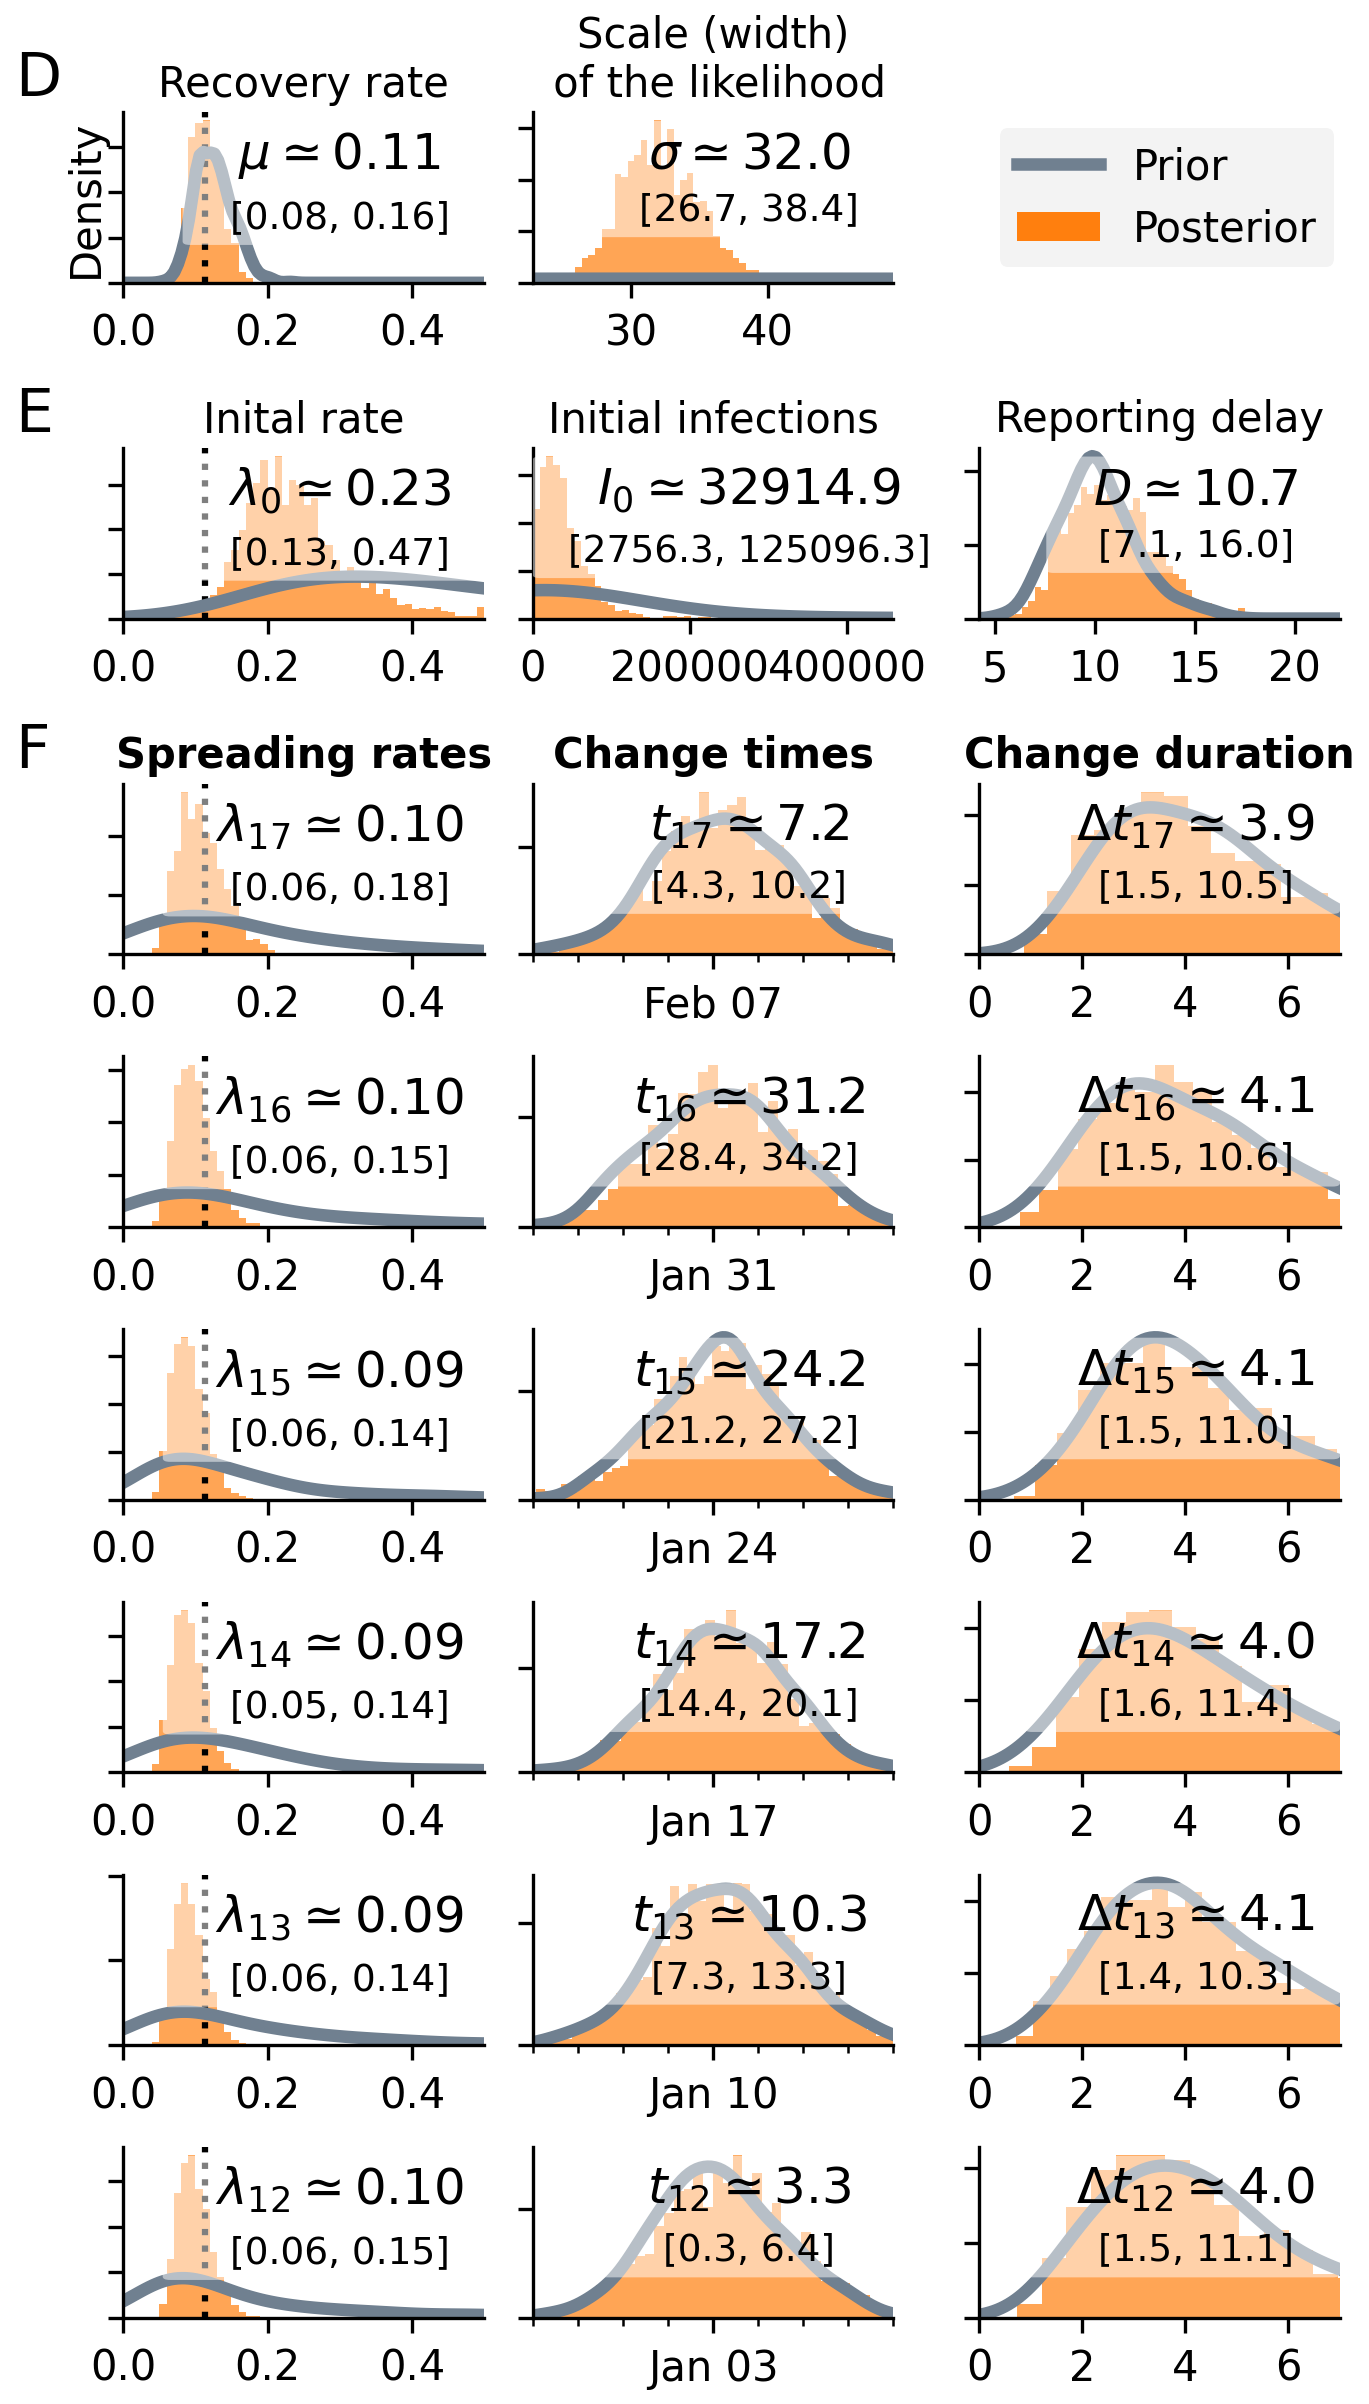 D
Recovery rate
Scale (width)
of the likelihood
Density
μ ≃ 0.11
[0.08, 0.16]
0.0 0.2 0.4
σ ≃ 32.0
[26.7, 38.4]
30 40
Prior
Posterior
E
Inital rate
λ₀ ≃ 0.23
[0.13, 0.47]
0.0 0.2 0.4
Initial infections
I₀ ≃ 32914.9
[2756.3, 125096.3]
0 200000 400000
Reporting delay
D ≃ 10.7
[7.1, 16.0]
5 10 15 20
F
Spreading rates
Change times
Change duration
λ₁₇ ≃ 0.10
[0.06, 0.18]
0.0 0.2 0.4
t₁₇ ≃ 7.2
[4.3, 10.2]
Feb 07
Δt₁₇ ≃ 3.9
[1.5, 10.5]
0 2 4 6
λ₁₆ ≃ 0.10
[0.06, 0.15]
0.0 0.2 0.4
t₁₆ ≃ 31.2
[28.4, 34.2]
Jan 31
Δt₁₆ ≃ 4.1
[1.5, 10.6]
0 2 4 6
λ₁₅ ≃ 0.09
[0.06, 0.14]
0.0 0.2 0.4
t₁₅ ≃ 24.2
[21.2, 27.2]
Jan 24
Δt₁₅ ≃ 4.1
[1.5, 11.0]
0 2 4 6
λ₁₄ ≃ 0.09
[0.05, 0.14]
0.0 0.2 0.4
t₁₄ ≃ 17.2
[14.4, 20.1]
Jan 17
Δt₁₄ ≃ 4.0
[1.6, 11.4]
0 2 4 6
λ₁₃ ≃ 0.09
[0.06, 0.14]
0.0 0.2 0.4
t₁₃ ≃ 10.3
[7.3, 13.3]
Jan 10
Δt₁₃ ≃ 4.1
[1.4, 10.3]
0 2 4 6
λ₁₂ ≃ 0.10
[0.06, 0.15]
0.0 0.2 0.4
t₁₂ ≃ 3.3
[0.3, 6.4]
Jan 03
Δt₁₂ ≃ 4.0
[1.5, 11.1]
0 2 4 6